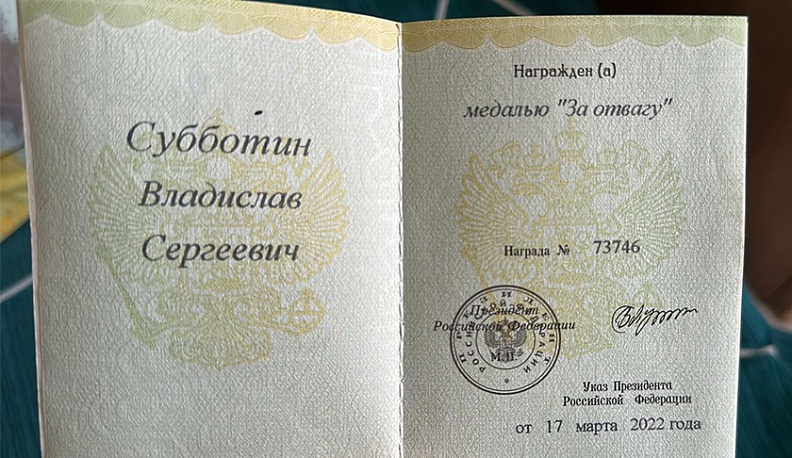 Субботин
Владислав
Сергеевич
Награжден (а)
медалью "За отвагу"
Награда № 73746
Президент
Российской Федерации
М.П.
Указ Президента
Российской Федерации
от 17 марта 2022 года